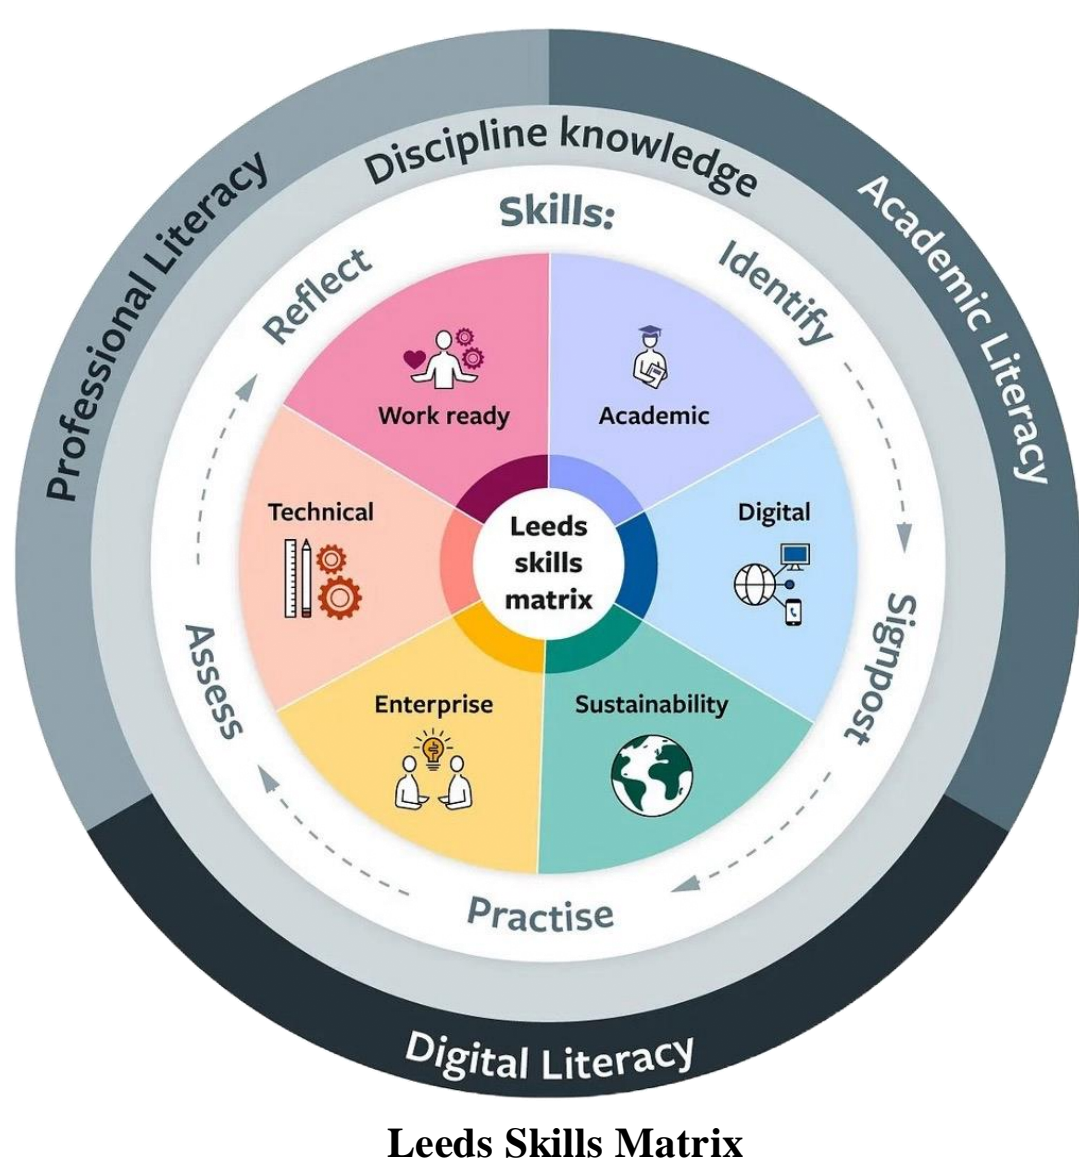 Professional Literacy
Academic Literacy
Digital Literacy
Discipline knowledge
Skills:
Identify
Signpost
Practise
Assess
Reflect
Work ready
Academic
Digital
Sustainability
Enterprise
Technical
Leeds
skills
matrix
Leeds Skills Matrix